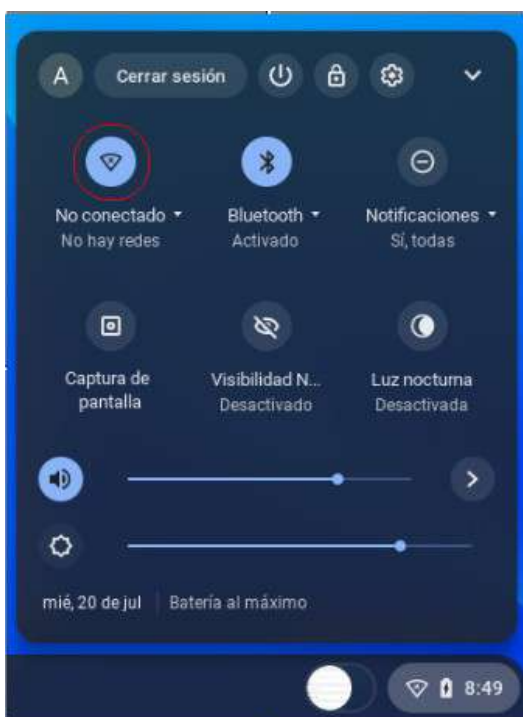 A Cerrar sesión
No conectado Bluetooth Notificaciones
No hay redes Activado Sí, todas
Captura de pantalla
Visibilidad N... Luz nocturna
Desactivado Desactivada
mié, 20 de jul Batería al máximo
8:49